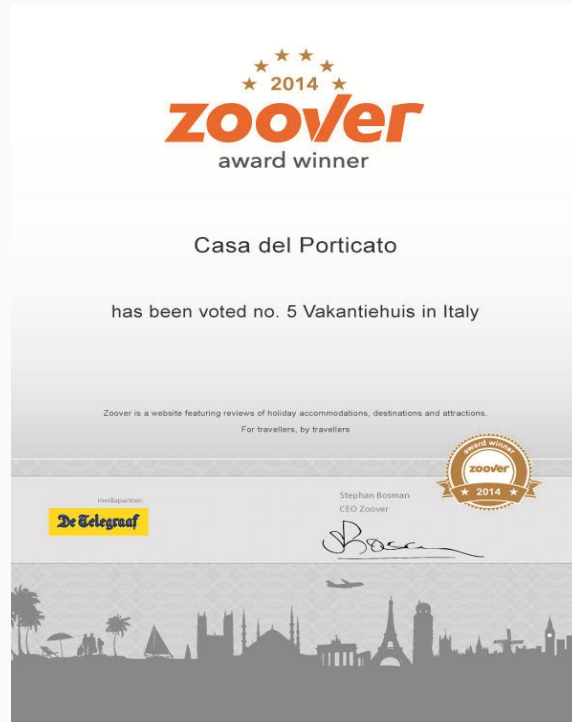 2014
zoover
award winner
Casa del Porticato
has been voted no. 5 Vakantiehuis in Italy
Zoover is a website featuring reviews of holiday accommodations, destinations and attractions.
For travellers, by travellers
award winner
zoover
2014
mediapartner:
De Telegraaf
Stephan Bosman
CEO Zoover